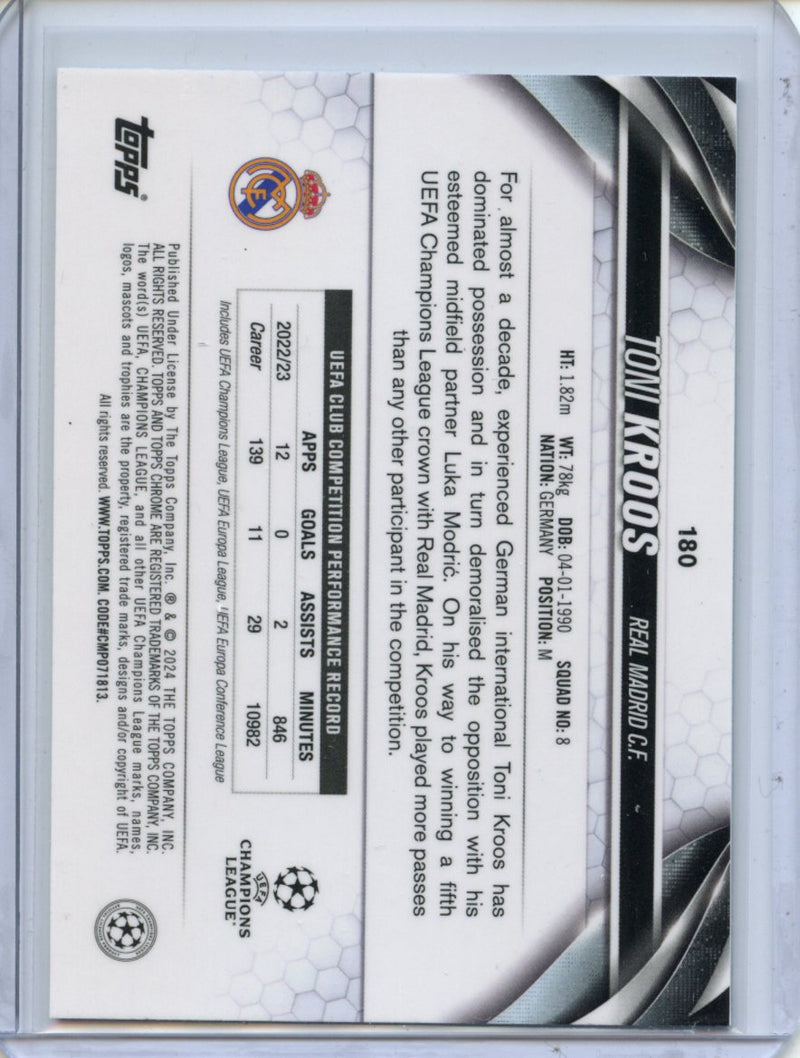 180
TONI KROOS REAL MADRID C.F.
HT: 1.82m WT: 78kg DOB: 04-01-1990 SQUAD NO: 8
NATION: GERMANY POSITION: M
For almost a decade, experienced German international Toni Kroos has
dominated possession and in turn demoralised the opposition with his
esteemed midfield partner Luka Modrić. On his way to winning a fifth
UEFA Champions League crown with Real Madrid, Kroos played more passes
than any other participant in the competition.
UEFA CLUB COMPETITION PERFORMANCE RECORD
APPS GOALS ASSISTS MINUTES
2022/23 12 0 2 846
Career 139 11 29 10982
Includes UEFA Champions League, UEFA Europa League, UEFA Europa Conference League
UEFA
CHAMPIONS
LEAGUE®
topps®
Published Under License by The Topps Company, Inc. ® & © 2024 THE TOPPS COMPANY, INC.
ALL RIGHTS RESERVED. TOPPS AND TOPPS CHROME ARE REGISTERED TRADEMARKS OF THE TOPPS COMPANY, INC.
The word(s) UEFA, CHAMPIONS LEAGUE, and all other UEFA Champions League marks, names,
logos, mascots and trophies are the property, registered trade marks, designs and/or copyright of UEFA.
All rights reserved. WWW.TOPPS.COM. CODE#CMP071813.